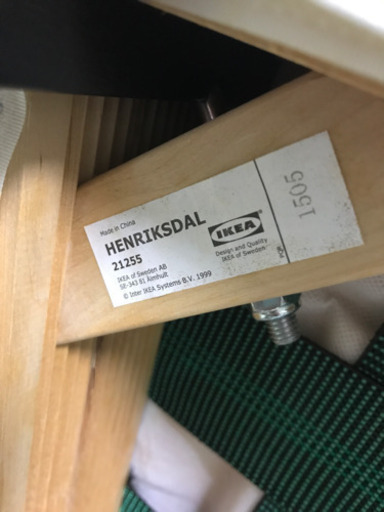 Made in China
HENRIKSDAL
21255
IKEA of Sweden AB
SE-343 81 Älmhult
© Inter IKEA Systems B.V. 1999
IKEA
Design and Quality
IKEA of Sweden
1505